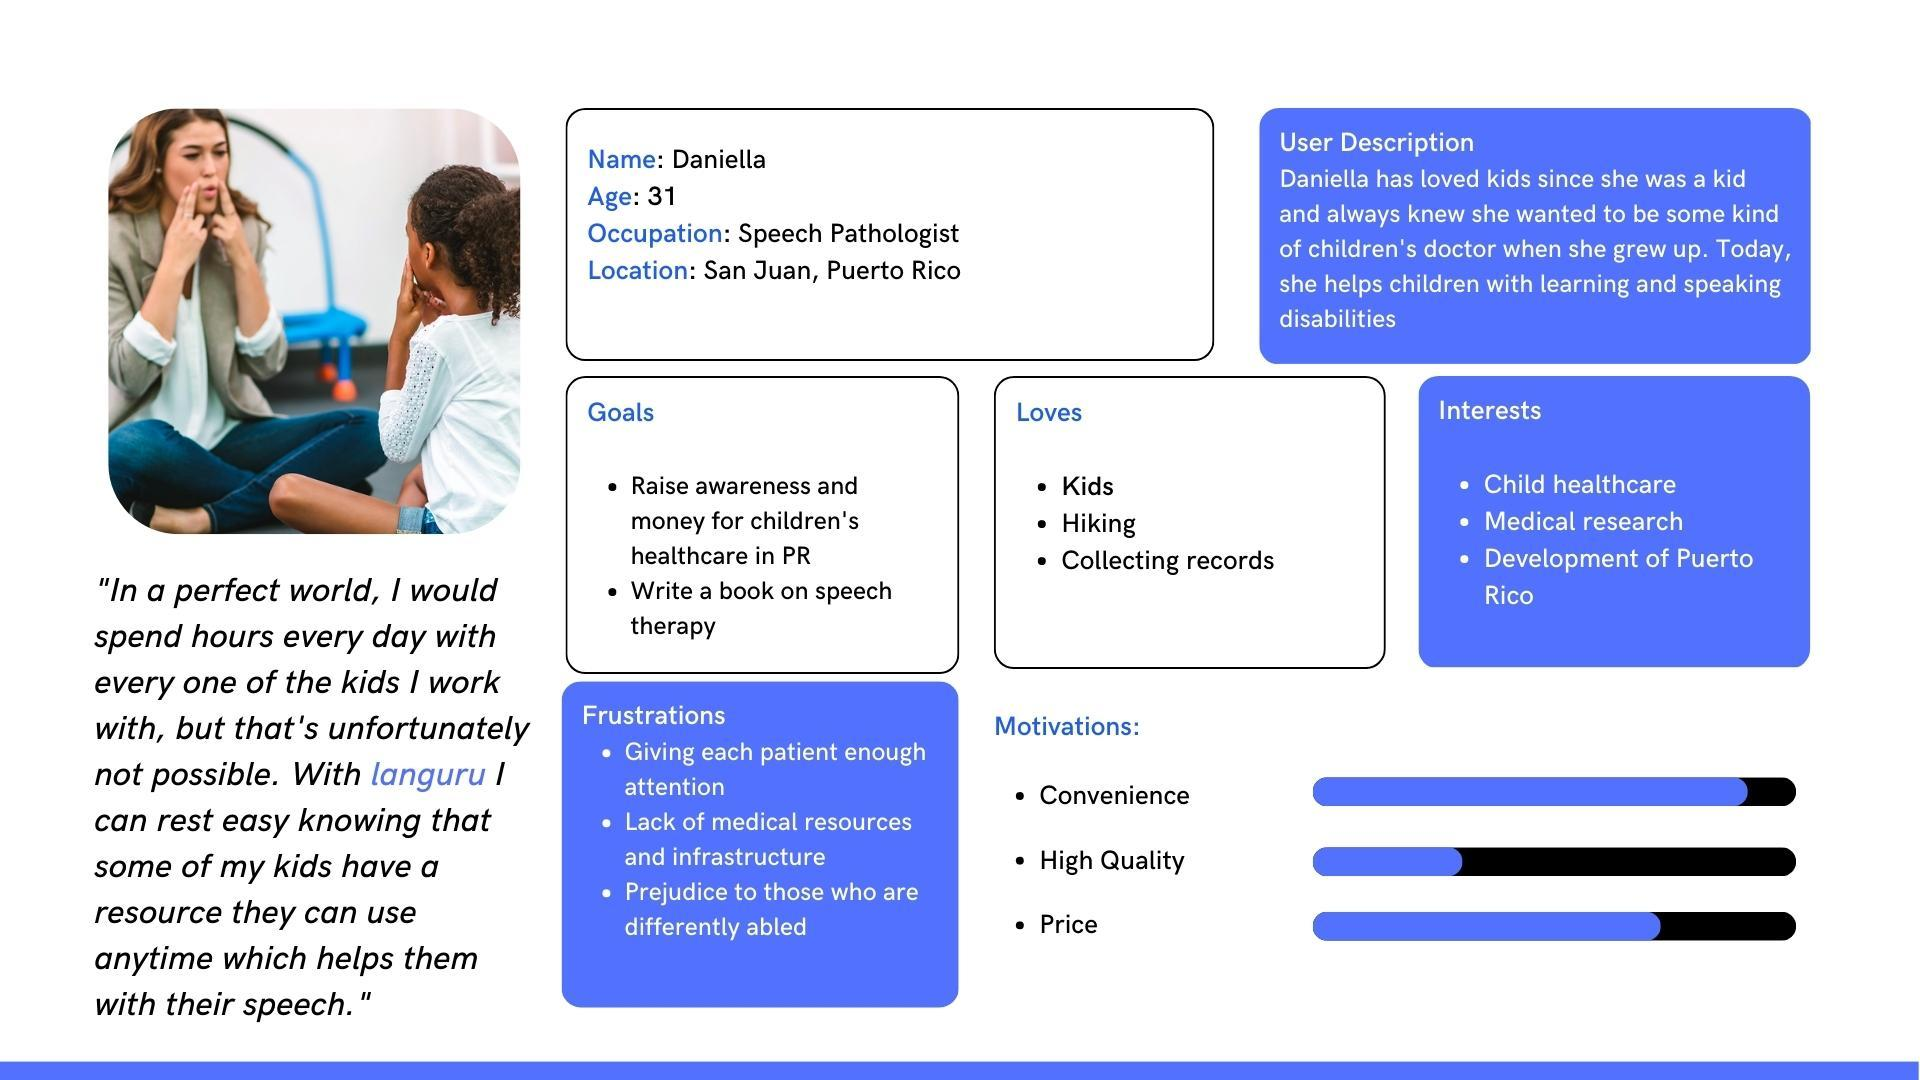 Name: Daniella
Age: 31
Occupation: Speech Pathologist
Location: San Juan, Puerto Rico
User Description
Daniella has loved kids since she was a kid
and always knew she wanted to be some kind
of children's doctor when she grew up. Today,
she helps children with learning and speaking
disabilities
"In a perfect world, I would
spend hours every day with
every one of the kids I work
with, but that's unfortunately
not possible. With languru I
can rest easy knowing that
some of my kids have a
resource they can use
anytime which helps them
with their speech."
Goals
• Raise awareness and
money for children's
healthcare in PR
• Write a book on speech
therapy
Loves
• Kids
• Hiking
• Collecting records
Interests
• Child healthcare
• Medical research
• Development of Puerto
Rico
Frustrations
• Giving each patient enough
attention
• Lack of medical resources
and infrastructure
• Prejudice to those who are
differently abled
Motivations:
• Convenience
• High Quality
• Price